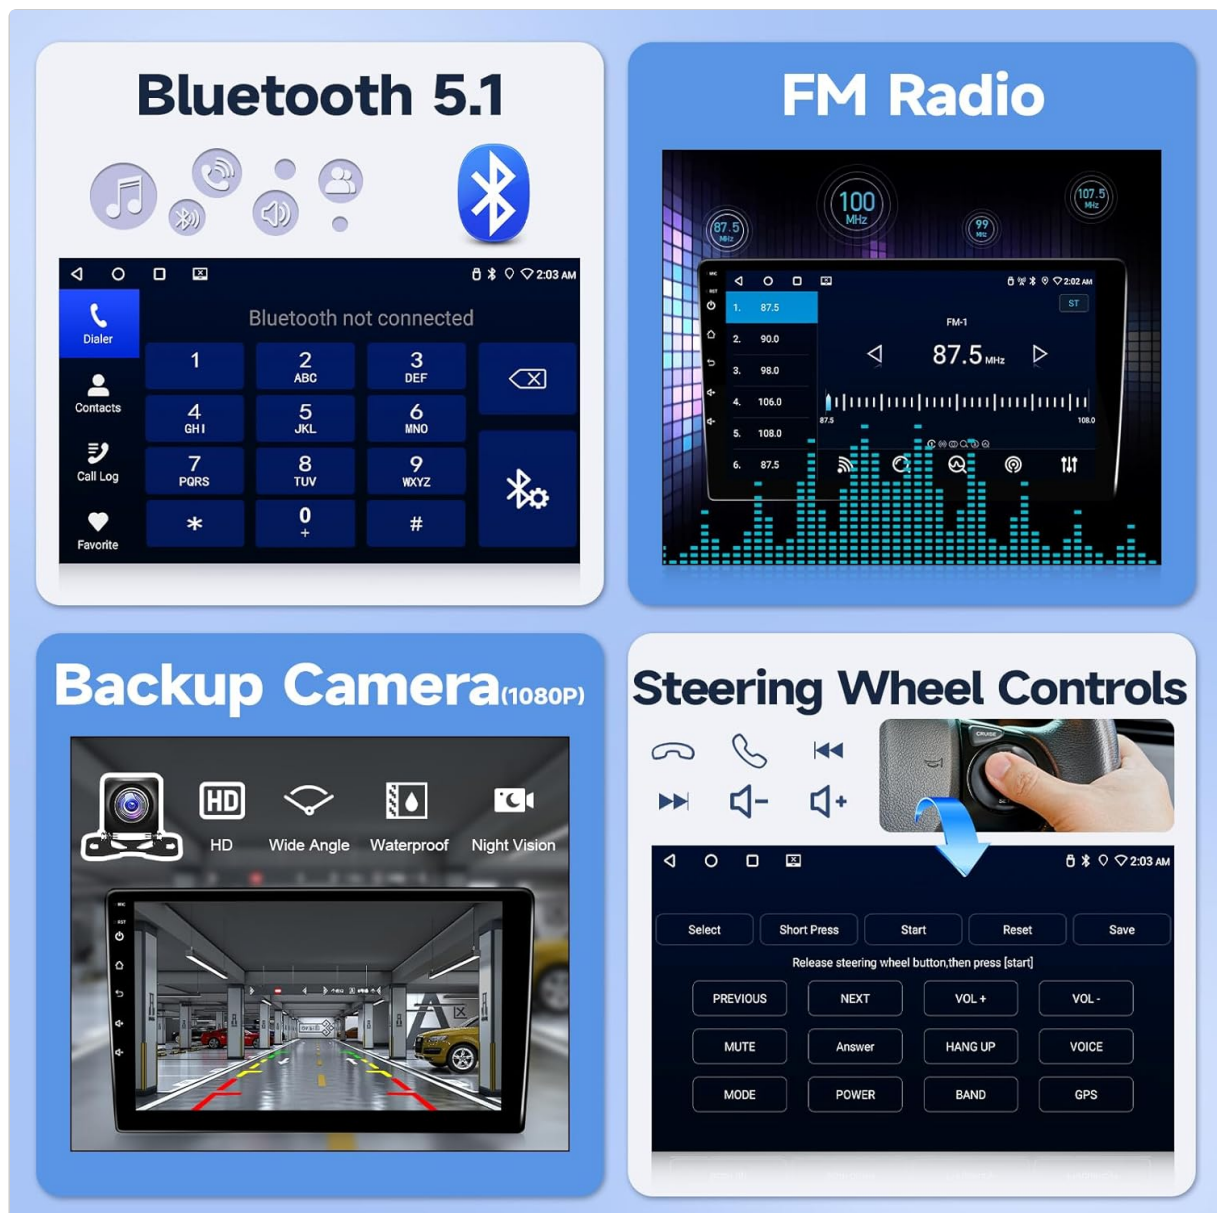 Bluetooth 5.1
2:03 AM
Dialer
Contacts
Call Log
Favorite
Bluetooth not connected
1
2
ABC
3
DEF
4
GHI
5
JKL
6
MNO
7
PQRS
8
TUV
9
WXYZ
*
0
+
#
FM Radio
87.5
MHz
100
MHz
99
MHz
107.5
MHz
MIC
RST
2:02 AM
1. 87.5
2. 90.0
3. 98.0
4. 106.0
5. 108.0
6. 87.5
ST
FM-1
87.5 MHz
87.5
108.0
Backup Camera(1080P)
HD
HD
Wide Angle
Waterproof
Night Vision
MIC
RST
A
Steering Wheel Controls
CRUISE
2:03 AM
Select
Short Press
Start
Reset
Save
Release steering wheel button,then press [start]
PREVIOUS
NEXT
VOL +
VOL -
MUTE
Answer
HANG UP
VOICE
MODE
POWER
BAND
GPS